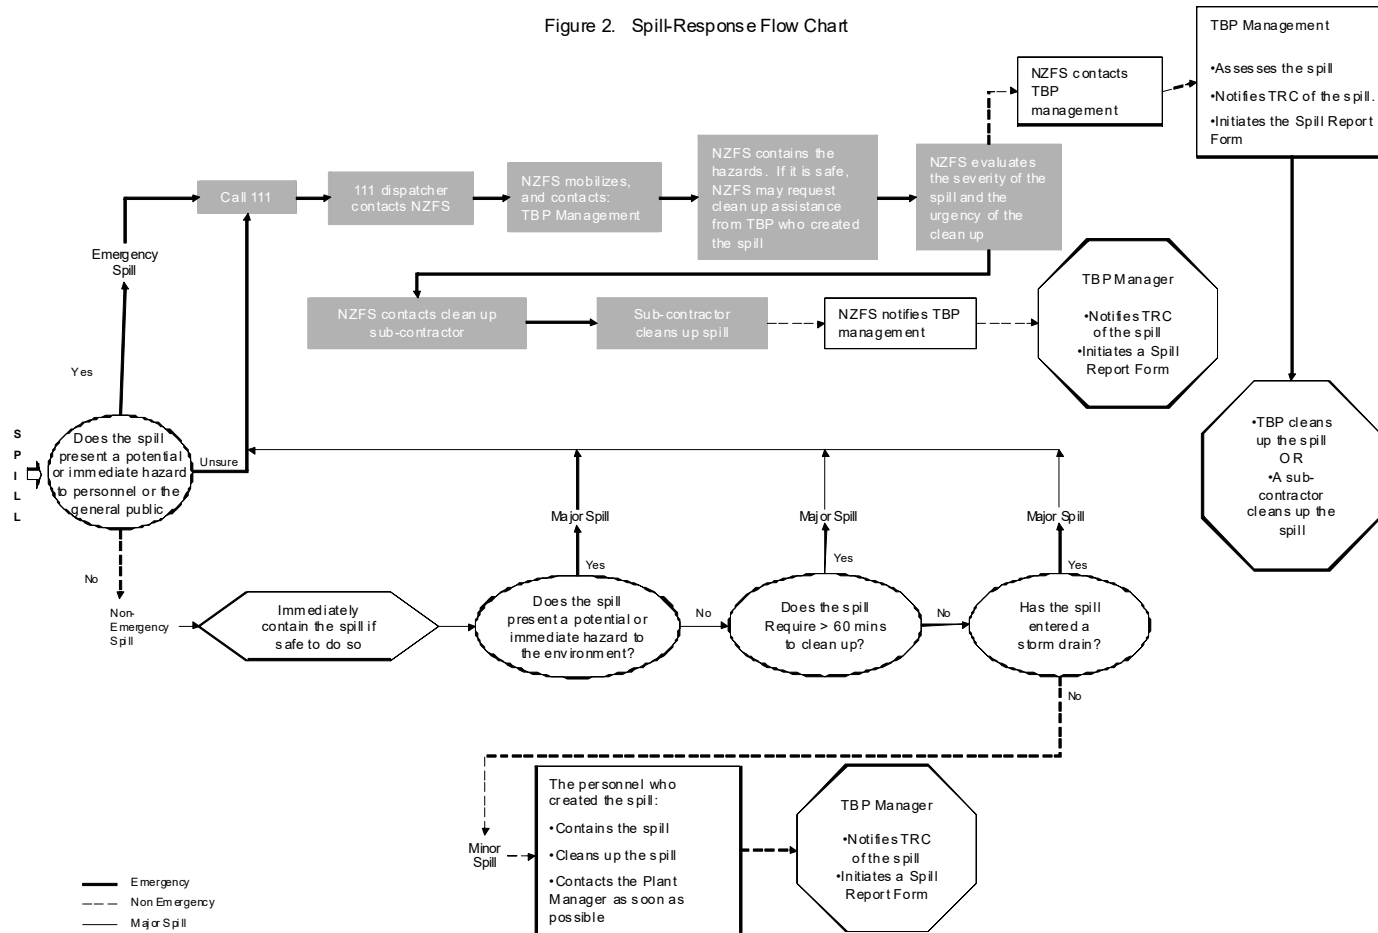 Figure 2. Spill-Response Flow Chart
TBP Management
•Assesses the spill
•Notifies TRC of the spill.
•Initiates the Spill Report
Form
NZFS contacts
TBP
management
Call 111
111 dispatcher
contacts NZFS
NZFS mobilizes,
and contacts:
TBP Management
NZFS contains the
hazards. If it is safe,
NZFS may request
clean up assistance
from TBP who created
the spill
NZFS evaluates
the severity of the
spill and the
urgency of the
clean up
Emergency
Spill
NZFS contacts clean up
sub-contractor
Sub-contractor
cleans up spill
NZFS notifies TBP
management
TBP Manager
•Notifies TRC
of the spill
•Initiates a Spill
Report Form
Yes
S
P
I
L
L
Does the spill
present a potential
or immediate hazard
to personnel or the
general public
Unsure
•TBP cleans
up the spill
OR
•A sub-
contractor
cleans up the
spill
Major Spill
Major Spill
Major Spill
Yes
Yes
Yes
No
Non-
Emergency
Spill
Immediately
contain the spill if
safe to do so
Does the spill
present a potential or
immediate hazard to
the environment?
No
Does the spill
Require > 60 mins
to clean up?
No
Has the spill
entered a
storm drain?
No
Minor
Spill
The personnel who
created the spill:
•Contains the spill
•Cleans up the spill
•Contacts the Plant
Manager as soon as
possible
TBP Manager
•Notifies TRC
of the spill
•Initiates a Spill
Report Form
Emergency
Non Emergency
Major Spill